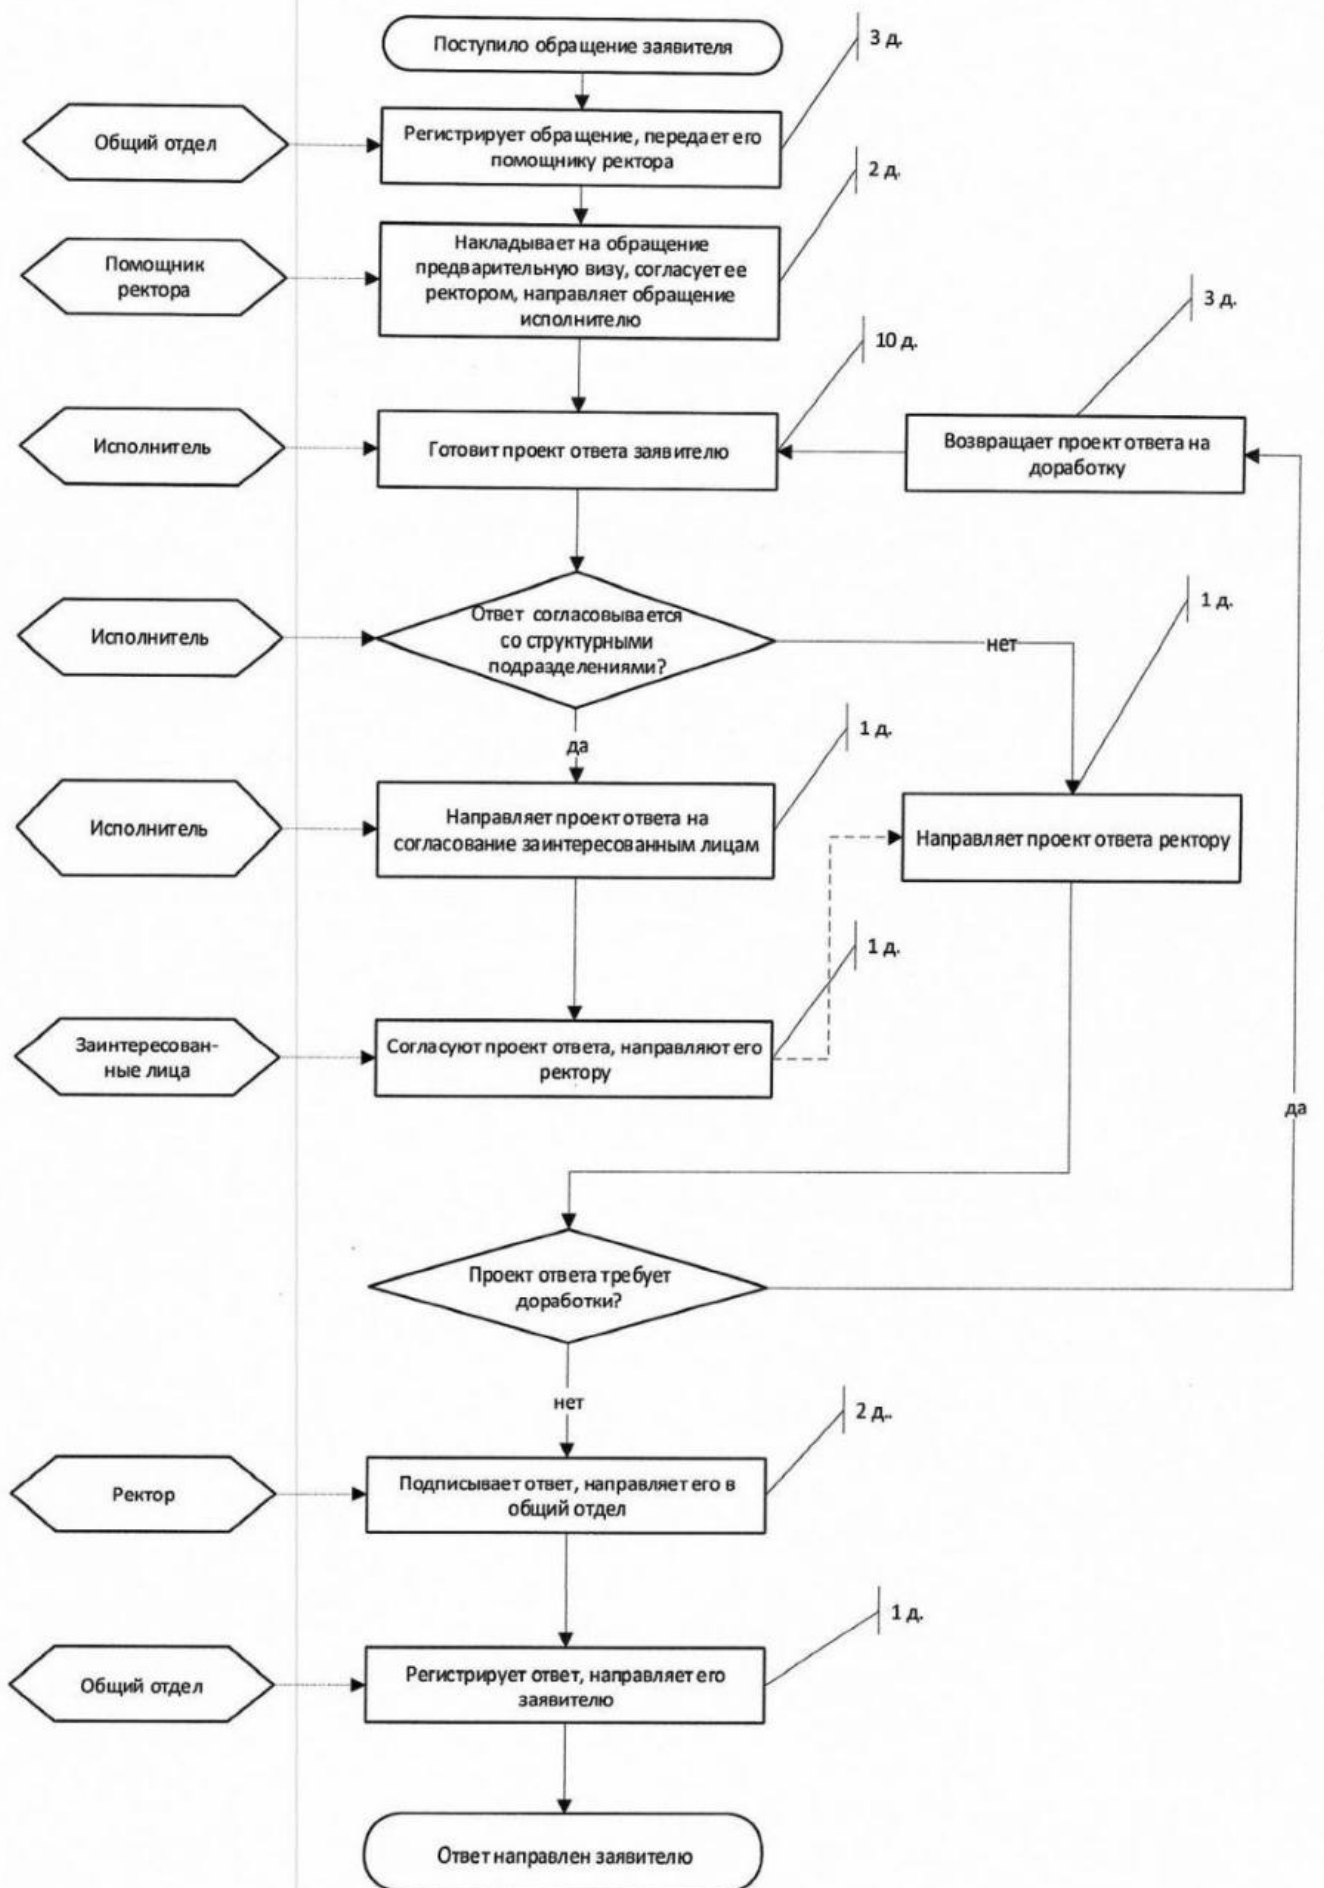 Поступило обращение заявителя
3 д.
Общий отдел
Регистрирует обращение, передает его
помощнику ректора
2 д.
Помощник
ректора
Накладывает на обращение
предварительную визу, согласует ее
ректором, направляет обращение
исполнителю
3 д.
10 д.
Исполнитель
Готовит проект ответа заявителю
Возвращает проект ответа на
доработку
1 д.
Исполнитель
Ответ согласовывается
со структурными
подразделениями?
нет
да
1 д.
Исполнитель
Направляет проект ответа на
согласование заинтересованным лицам
Направляет проект ответа ректору
1 д.
Заинтересован-
ные лица
Согласуют проект ответа, направляют его
ректору
да
Проект ответа требует
доработки?
нет
2 д..
Ректор
Подписывает ответ, направляет его в
общий отдел
1 д.
Общий отдел
Регистрирует ответ, направляет его
заявителю
Ответ направлен заявителю